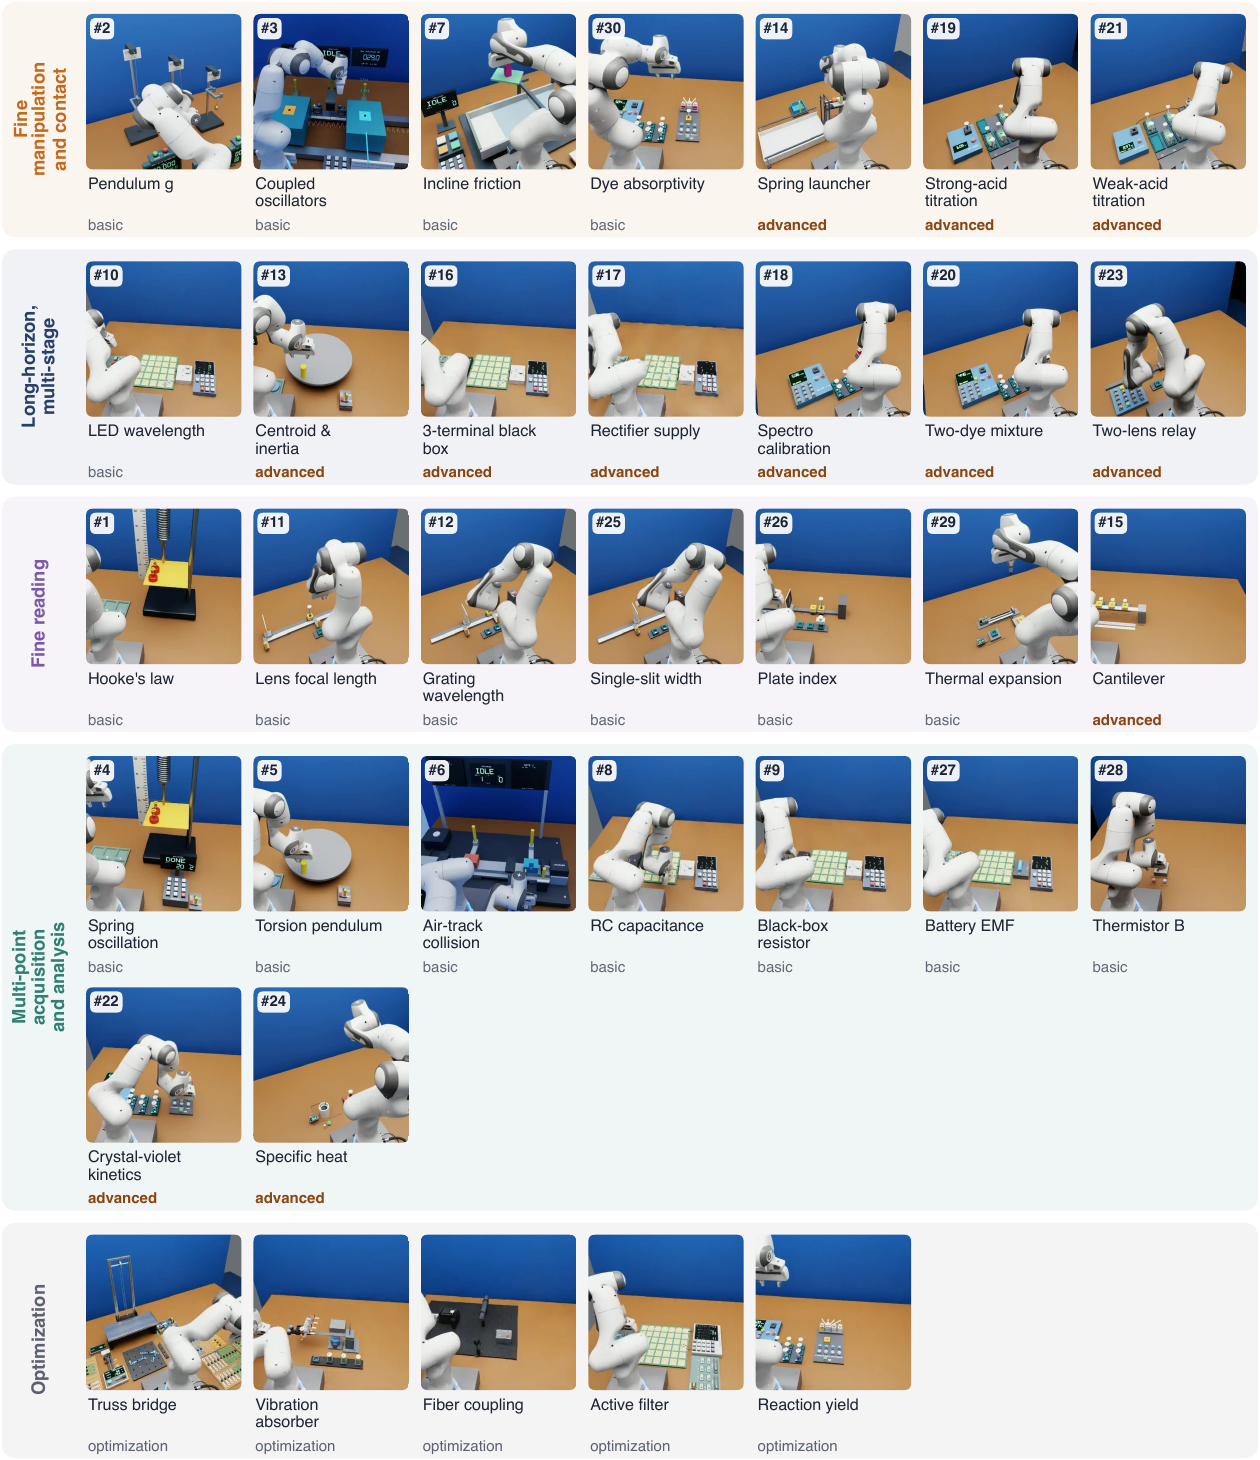 Fine
manipulation
and contact
#2
#3
#7
#30
#14
#19
#21
IDLE
IDLE
Pendulum g
Coupled
oscillators
Incline friction
Dye absorptivity
Spring launcher
Strong-acid
titration
Weak-acid
titration
basic
basic
basic
basic
advanced
advanced
advanced
Long-horizon,
multi-stage
#10
#13
#16
#17
#18
#20
#23
LED wavelength
Centroid &
inertia
3-terminal black
box
Rectifier supply
Spectro
calibration
Two-dye mixture
Two-lens relay
basic
advanced
advanced
advanced
advanced
advanced
advanced
Fine reading
#1
#11
#12
#25
#26
#29
#15
Hooke's law
Lens focal length
Grating
wavelength
Single-slit width
Plate index
Thermal expansion
Cantilever
basic
basic
basic
basic
basic
basic
advanced
Multi-point
acquisition
and analysis
#4
#5
#6
#8
#9
#27
#28
DONE
IDLE
Spring
oscillation
Torsion pendulum
Air-track
collision
RC capacitance
Black-box
resistor
Battery EMF
Thermistor B
basic
basic
basic
basic
basic
basic
basic
#22
#24
Crystal-violet
kinetics
Specific heat
advanced
advanced
Optimization
Truss bridge
Vibration
absorber
Fiber coupling
Active filter
Reaction yield
optimization
optimization
optimization
optimization
optimization